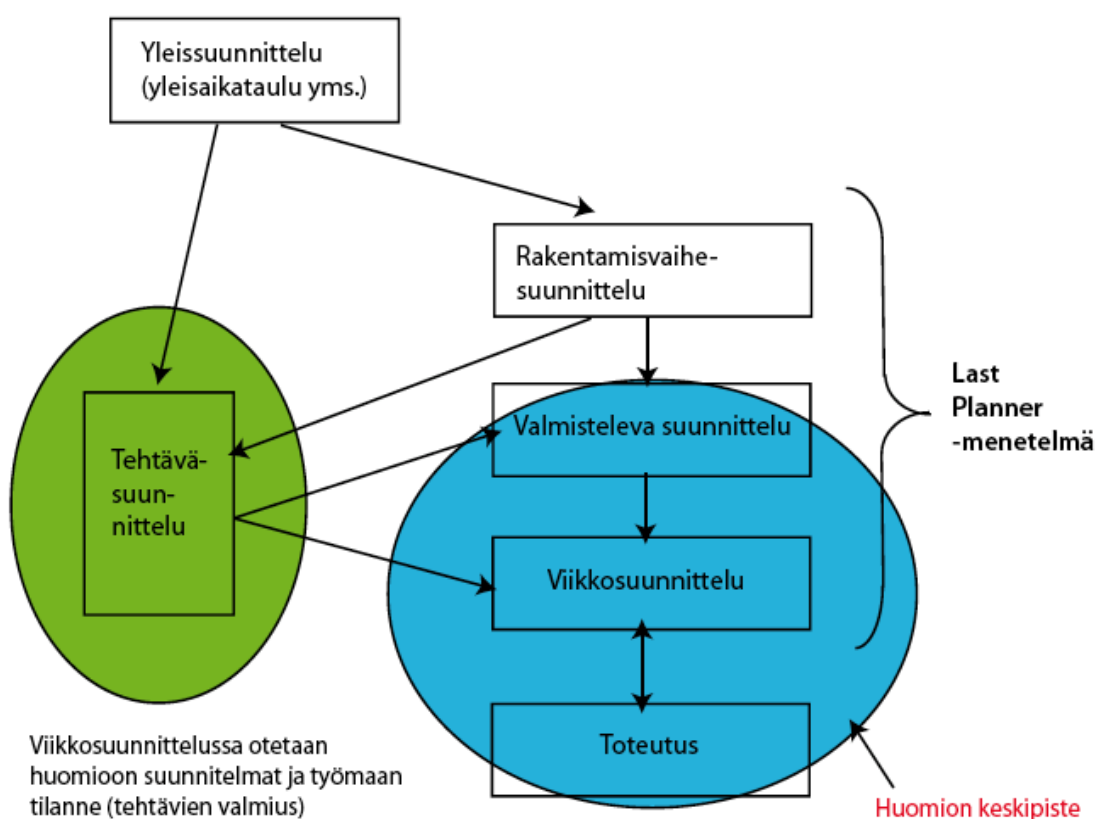 Yleissuunnittelu
(yleisaikataulu yms.)
Rakentamisvaihe-
suunnittelu
Last
Planner
-menetelmä
Valmisteleva suunnittelu
Tehtävä-
suun-
nittelu
Viikkosuunnittelu
Toteutus
Viikkosuunnittelussa otetaan
huomioon suunnitelmat ja työmaan
tilanne (tehtävien valmius)
Huomion keskipiste